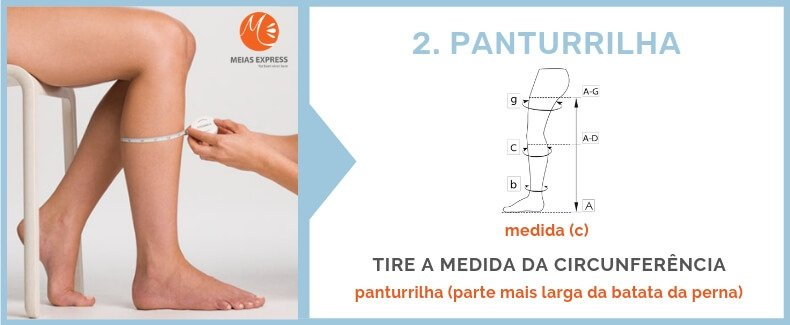 MEIAS EXPRESS
2. PANTURRILHA
g
A-G
c
A-D
b
A
medida (c)
TIRE A MEDIDA DA CIRCUNFERÊNCIA
panturrilha (parte mais larga da batata da perna)